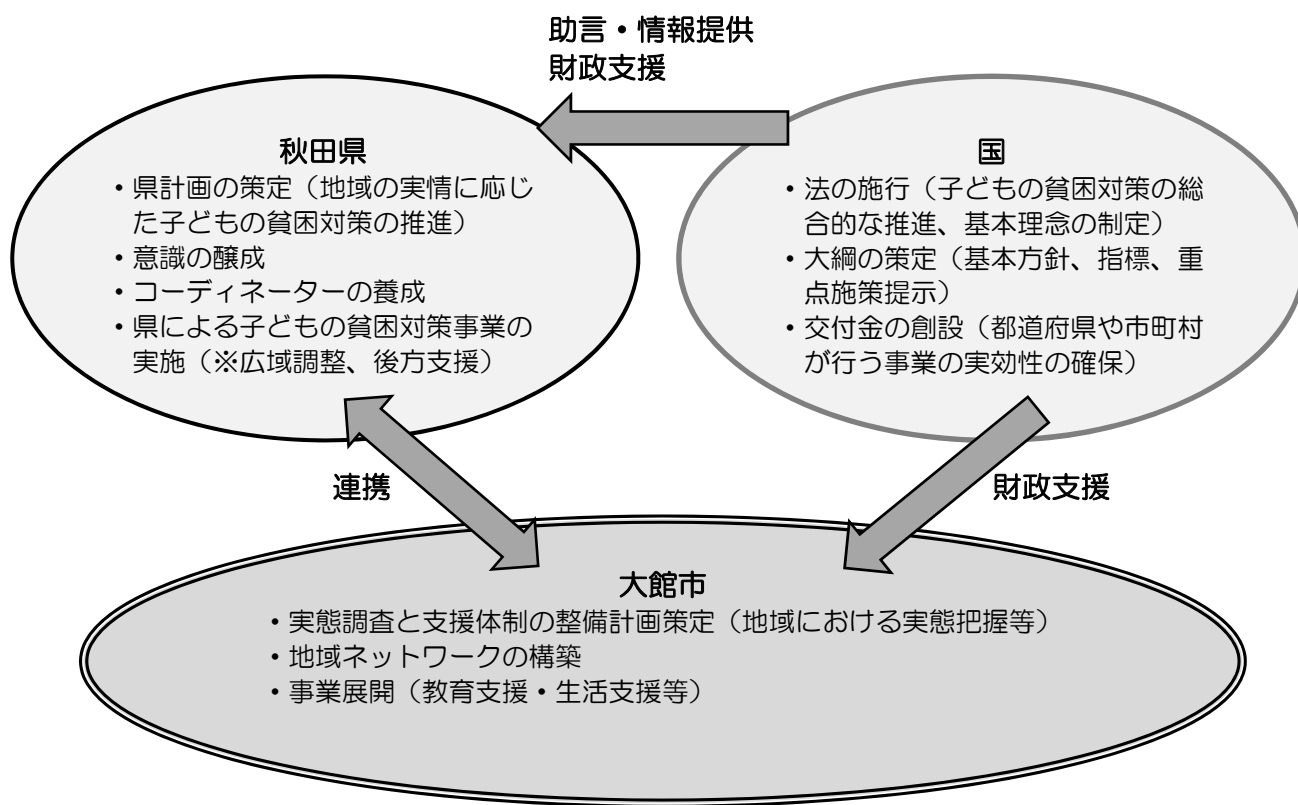 助言・情報提供
財政支援
秋田県
・県計画の策定（地域の実情に応じ
た子どもの貧困対策の推進）
・意識の醸成
・コーディネーターの養成
・県による子どもの貧困対策事業の
実施（※広域調整、後方支援）
国
・法の施行（子どもの貧困対策の総
合的な推進、基本理念の制定）
・大綱の策定（基本方針、指標、重
点施策提示）
・交付金の創設（都道府県や市町村
が行う事業の実効性の確保）
連携
財政支援
大館市
・実態調査と支援体制の整備計画策定（地域における実態把握等）
・地域ネットワークの構築
・事業展開（教育支援・生活支援等）